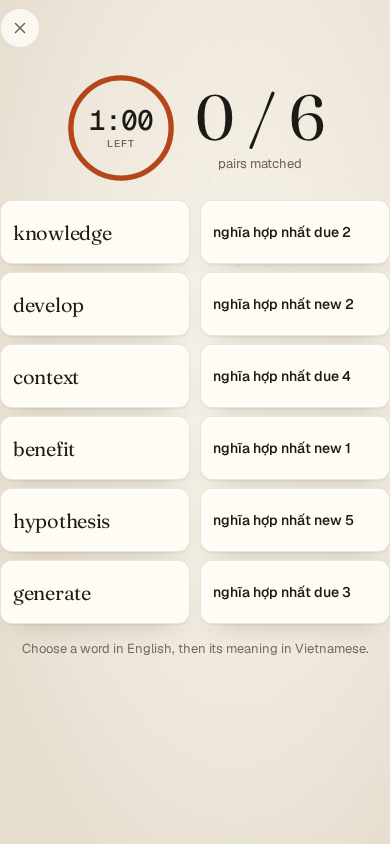 1:00
LEFT
0/6
pairs matched
knowledge
nghĩa hợp nhất due 2
develop
nghĩa hợp nhất new 2
context
nghĩa hợp nhất due 4
benefit
nghĩa hợp nhất new 1
hypothesis
nghĩa hợp nhất new 5
generate
nghĩa hợp nhất due 3
Choose a word in English, then its meaning in Vietnamese.